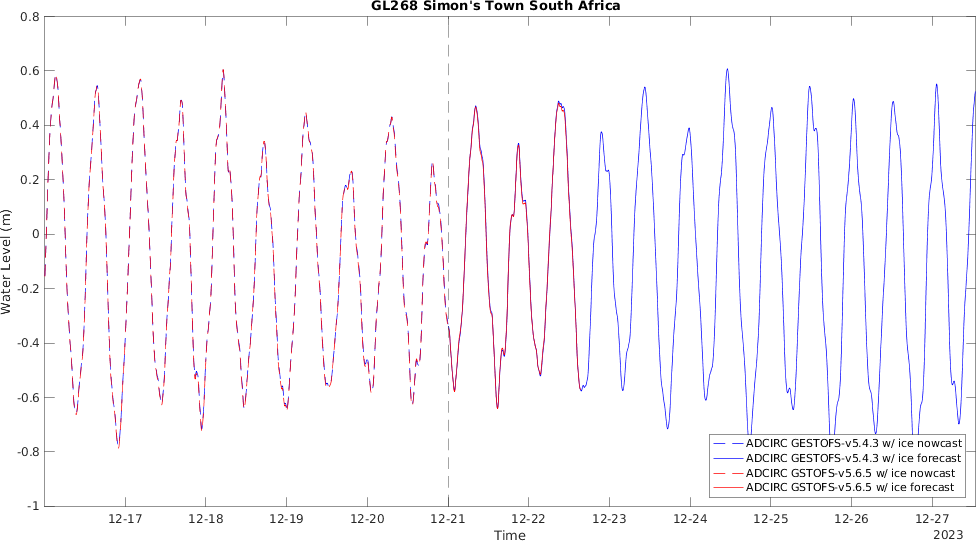 GL268 Simon's Town South Africa
0.8
0.6
0.4
0.2
0
-0.2
-0.4
-0.6
-0.8
-1
Water Level (m)
ADCIRC GESTOFS-v5.4.3 w/ ice nowcast
ADCIRC GESTOFS-v5.4.3 w/ ice forecast
ADCIRC GSTOFS-v5.6.5 w/ ice nowcast
ADCIRC GSTOFS-v5.6.5 w/ ice forecast
12-17 12-18 12-19 12-20 12-21 12-22 12-23 12-24 12-25 12-26 12-27
Time
2023